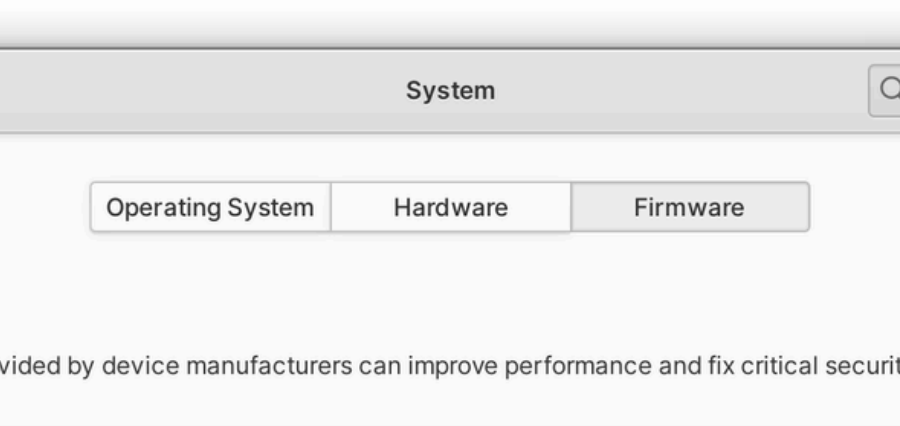 System
Operating System Hardware Firmware
vided by device manufacturers can improve performance and fix critical securit